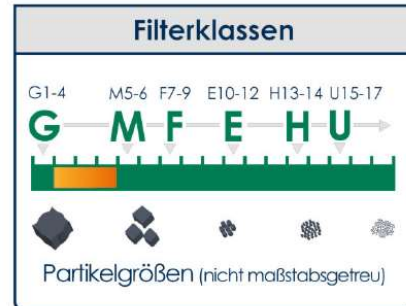 Filterklassen
G1-4 M5-6 F7-9 E10-12 H13-14 U15-17
G M F E H U
Partikelgrößen (nicht maßstabsgetreu)